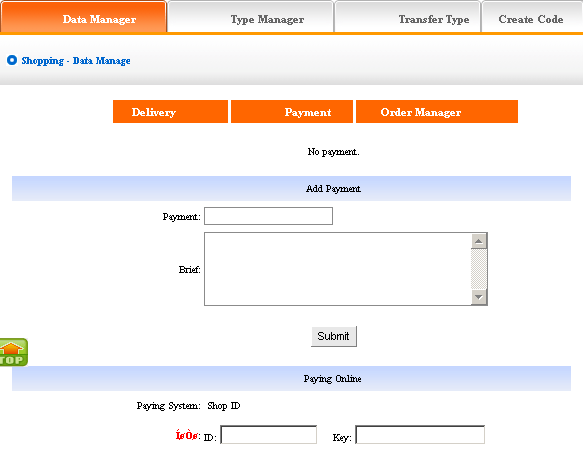 Data Manager Type Manager Transfer Type Create Code
Shopping - Data Manage
Delivery Payment Order Manager
No payment.
Add Payment
Payment:
Brief:
Submit
TOP
Paying Online
Paying System: Shop ID
ÍøÒø: ID: Key: